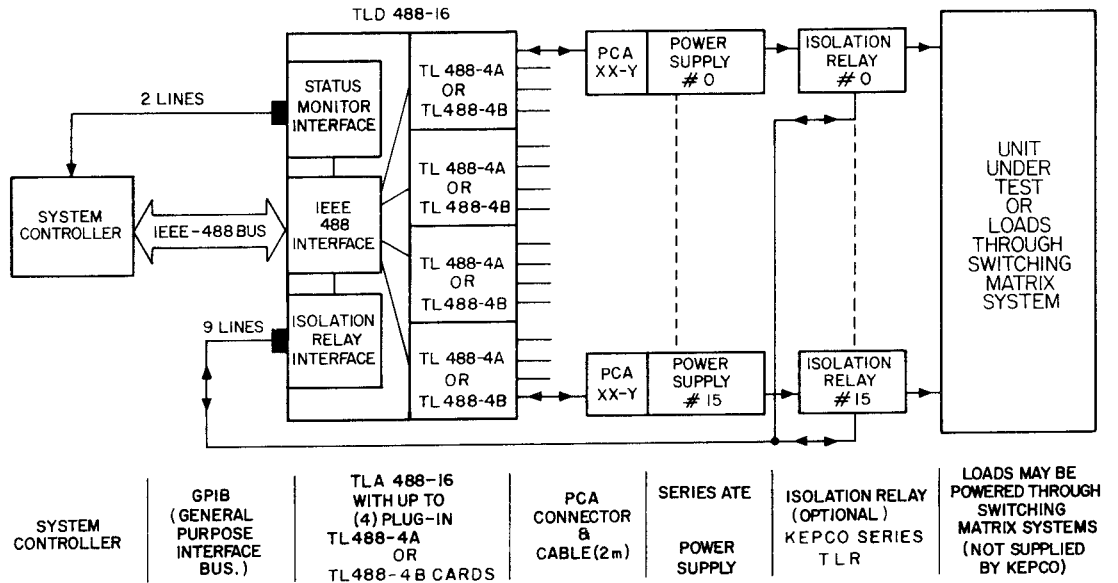 TLD 488-16
2 LINES
STATUS
MONITOR
INTERFACE
SYSTEM
CONTROLLER
IEEE-488 BUS
IEEE
488
INTERFACE
9 LINES
ISOLATION
RELAY
INTERFACE
TL 488-4A
OR
TL488-4B
TL 488-4A
OR
TL488-4B
TL 488-4A
OR
TL488-4B
TL 488-4A
OR
TL488-4B
PCA
XX-Y
POWER
SUPPLY
#0
ISOLATION
RELAY
#0
PCA
XX-Y
POWER
SUPPLY
#15
ISOLATION
RELAY
#15
UNIT
UNDER
TEST
OR
LOADS
THROUGH
SWITCHING
MATRIX
SYSTEM
SYSTEM
CONTROLLER
GPIB
(GENERAL
PURPOSE
INTERFACE
BUS.)
TLA 488-16
WITH UP TO
(4) PLUG-IN
TL488-4A
OR
TL488-4B CARDS
PCA
CONNECTOR
&
CABLE(2m)
SERIES ATE
POWER
SUPPLY
ISOLATION RELAY
(OPTIONAL)
KEPCO SERIES
TLR
LOADS MAY BE
POWERED THROUGH
SWITCHING
MATRIX SYSTEMS
(NOT SUPPLIED
BY KEPCO)